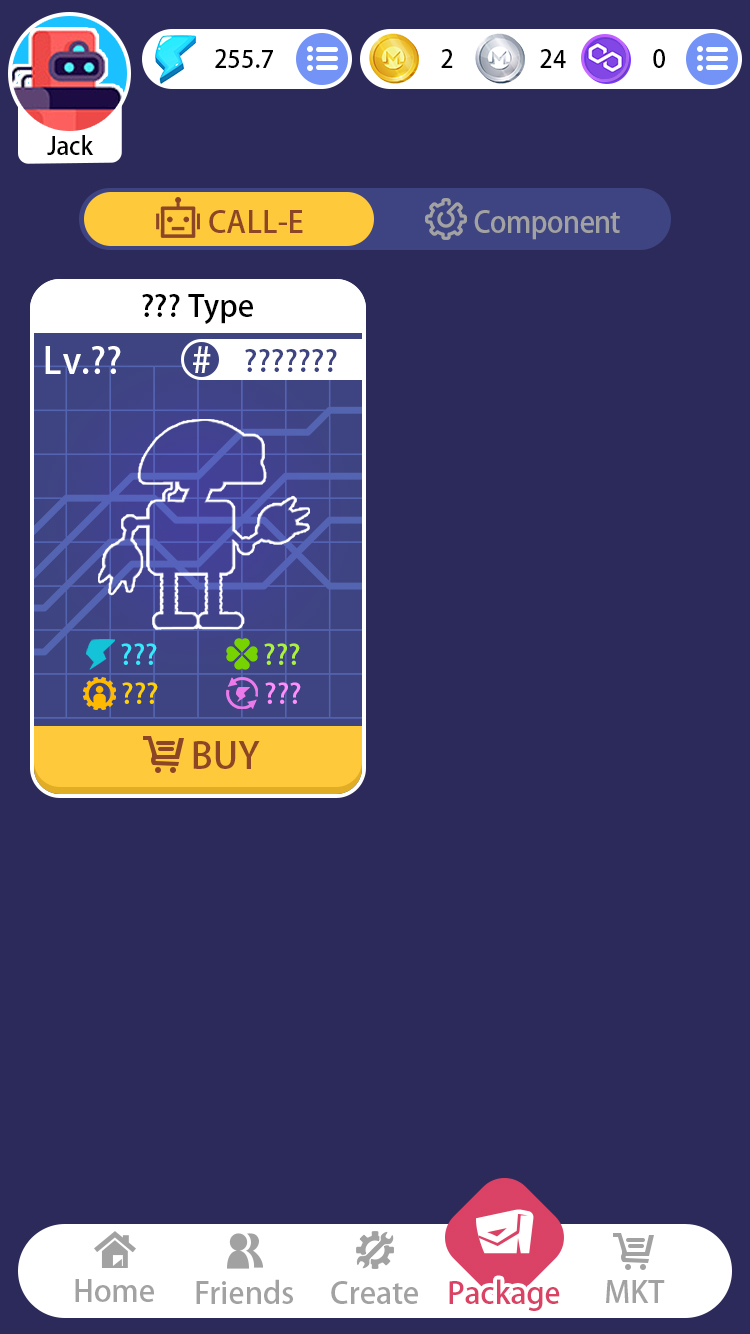 255.7
2
24
0
Jack
CALL-E
Component
??? Type
Lv.??
# ???????
??? ???
??? ???
BUY
Home
Friends
Create
Package
MKT